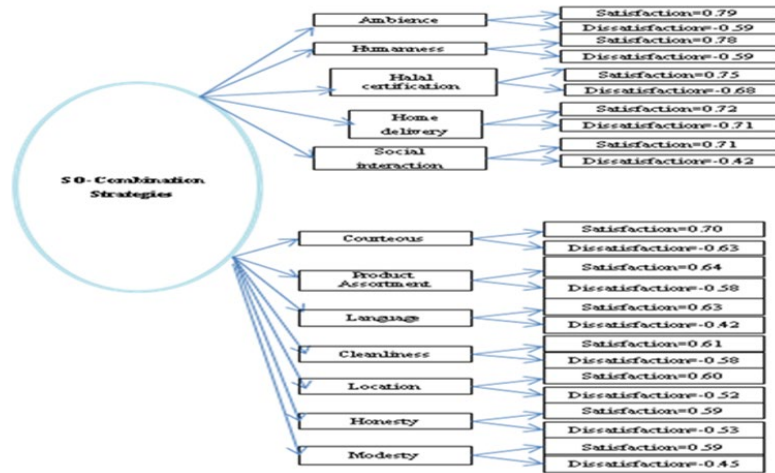 Ambience
Satisfaction=0.79
Dissatisfaction=-0.59
Humanness
Satisfaction=0.78
Dissatisfaction=-0.59
Halal
certification
Satisfaction=0.75
Dissatisfaction=-0.68
Home
delivery
Satisfaction=0.72
Dissatisfaction=-0.71
Social
interaction
Satisfaction=0.71
Dissatisfaction=-0.42
SO-Combination
Strategies
Courteous
Satisfaction=0.70
Dissatisfaction=-0.63
Product
Assortment
Satisfaction=0.64
Dissatisfaction=-0.58
Language
Satisfaction=0.63
Dissatisfaction=-0.42
Cleanliness
Satisfaction=0.61
Dissatisfaction=-0.58
Location
Satisfaction=0.60
Dissatisfaction=-0.52
Honesty
Satisfaction=0.59
Dissatisfaction=-0.53
Modesty
Satisfaction=0.59
Dissatisfaction=-0.45